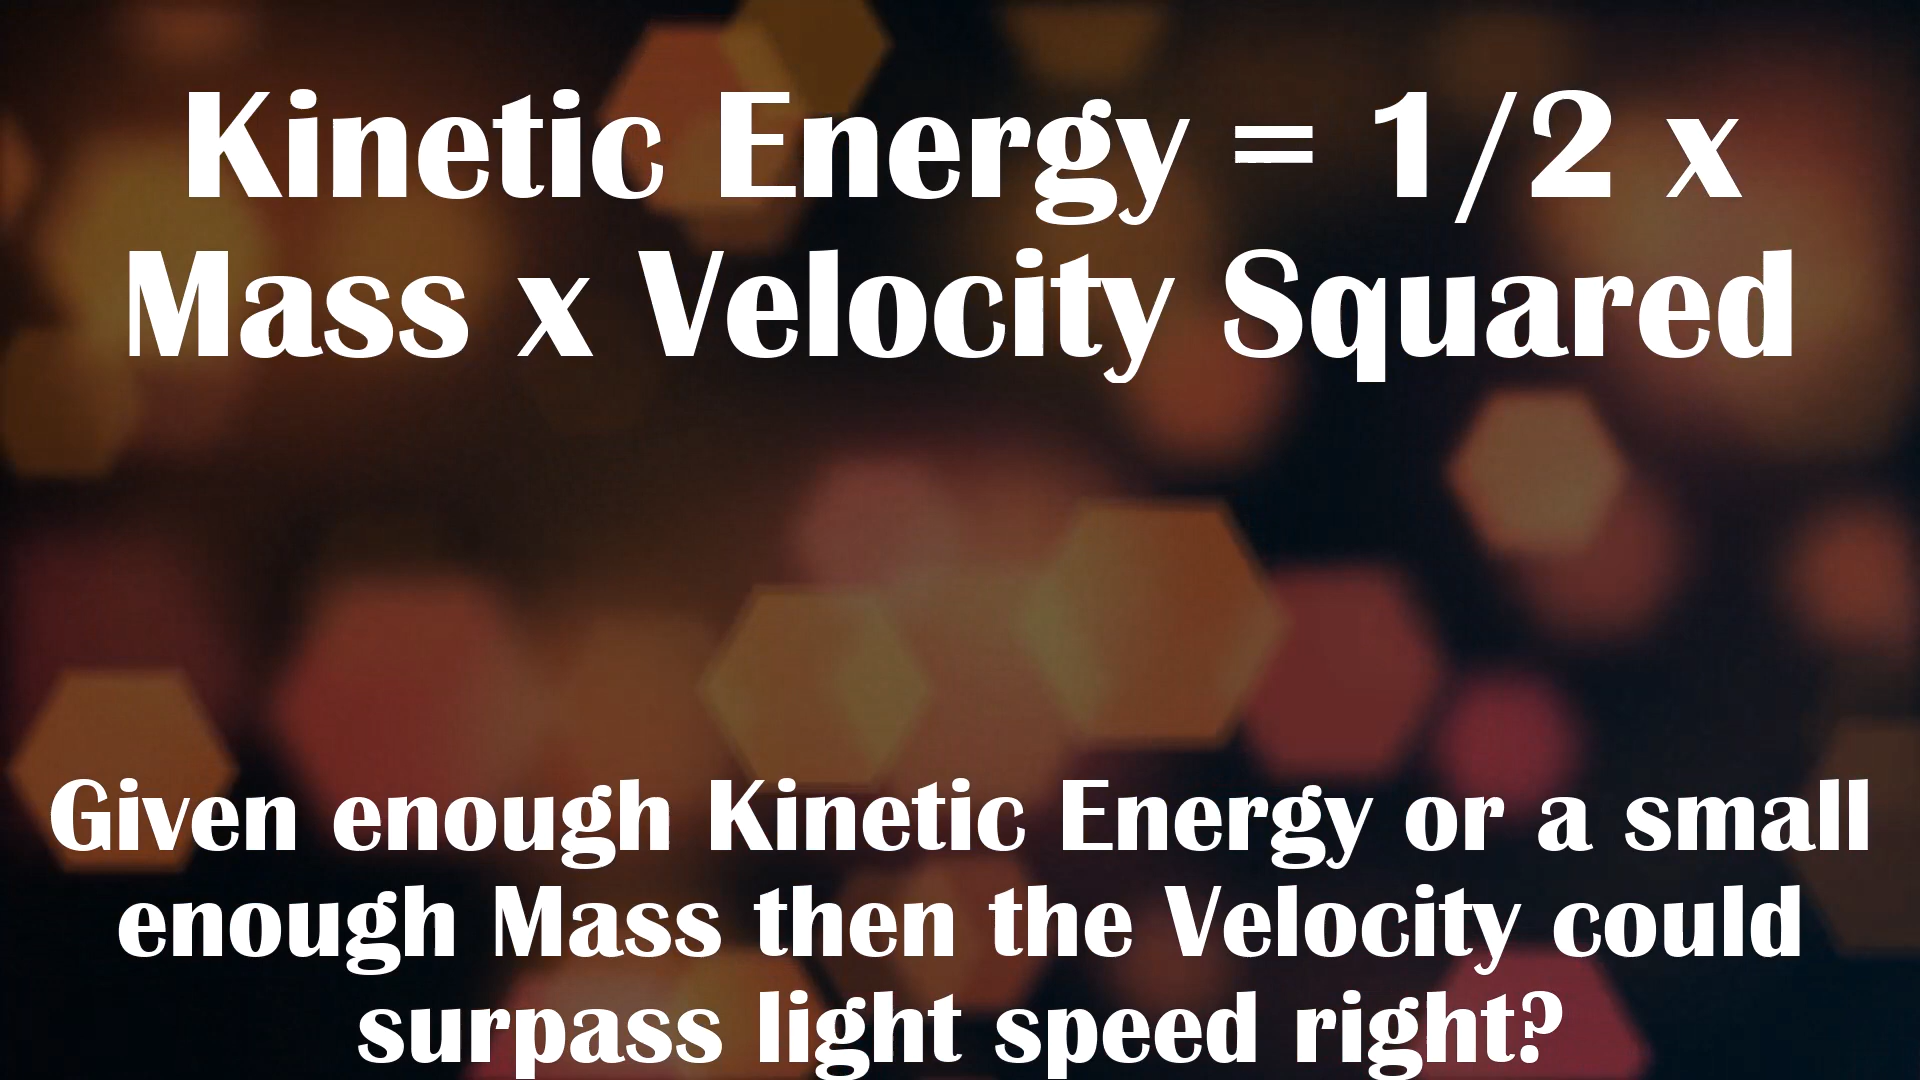 Kinetic Energy = 1/2 x
Mass x Velocity Squared
Given enough Kinetic Energy or a small
enough Mass then the Velocity could
surpass light speed right?